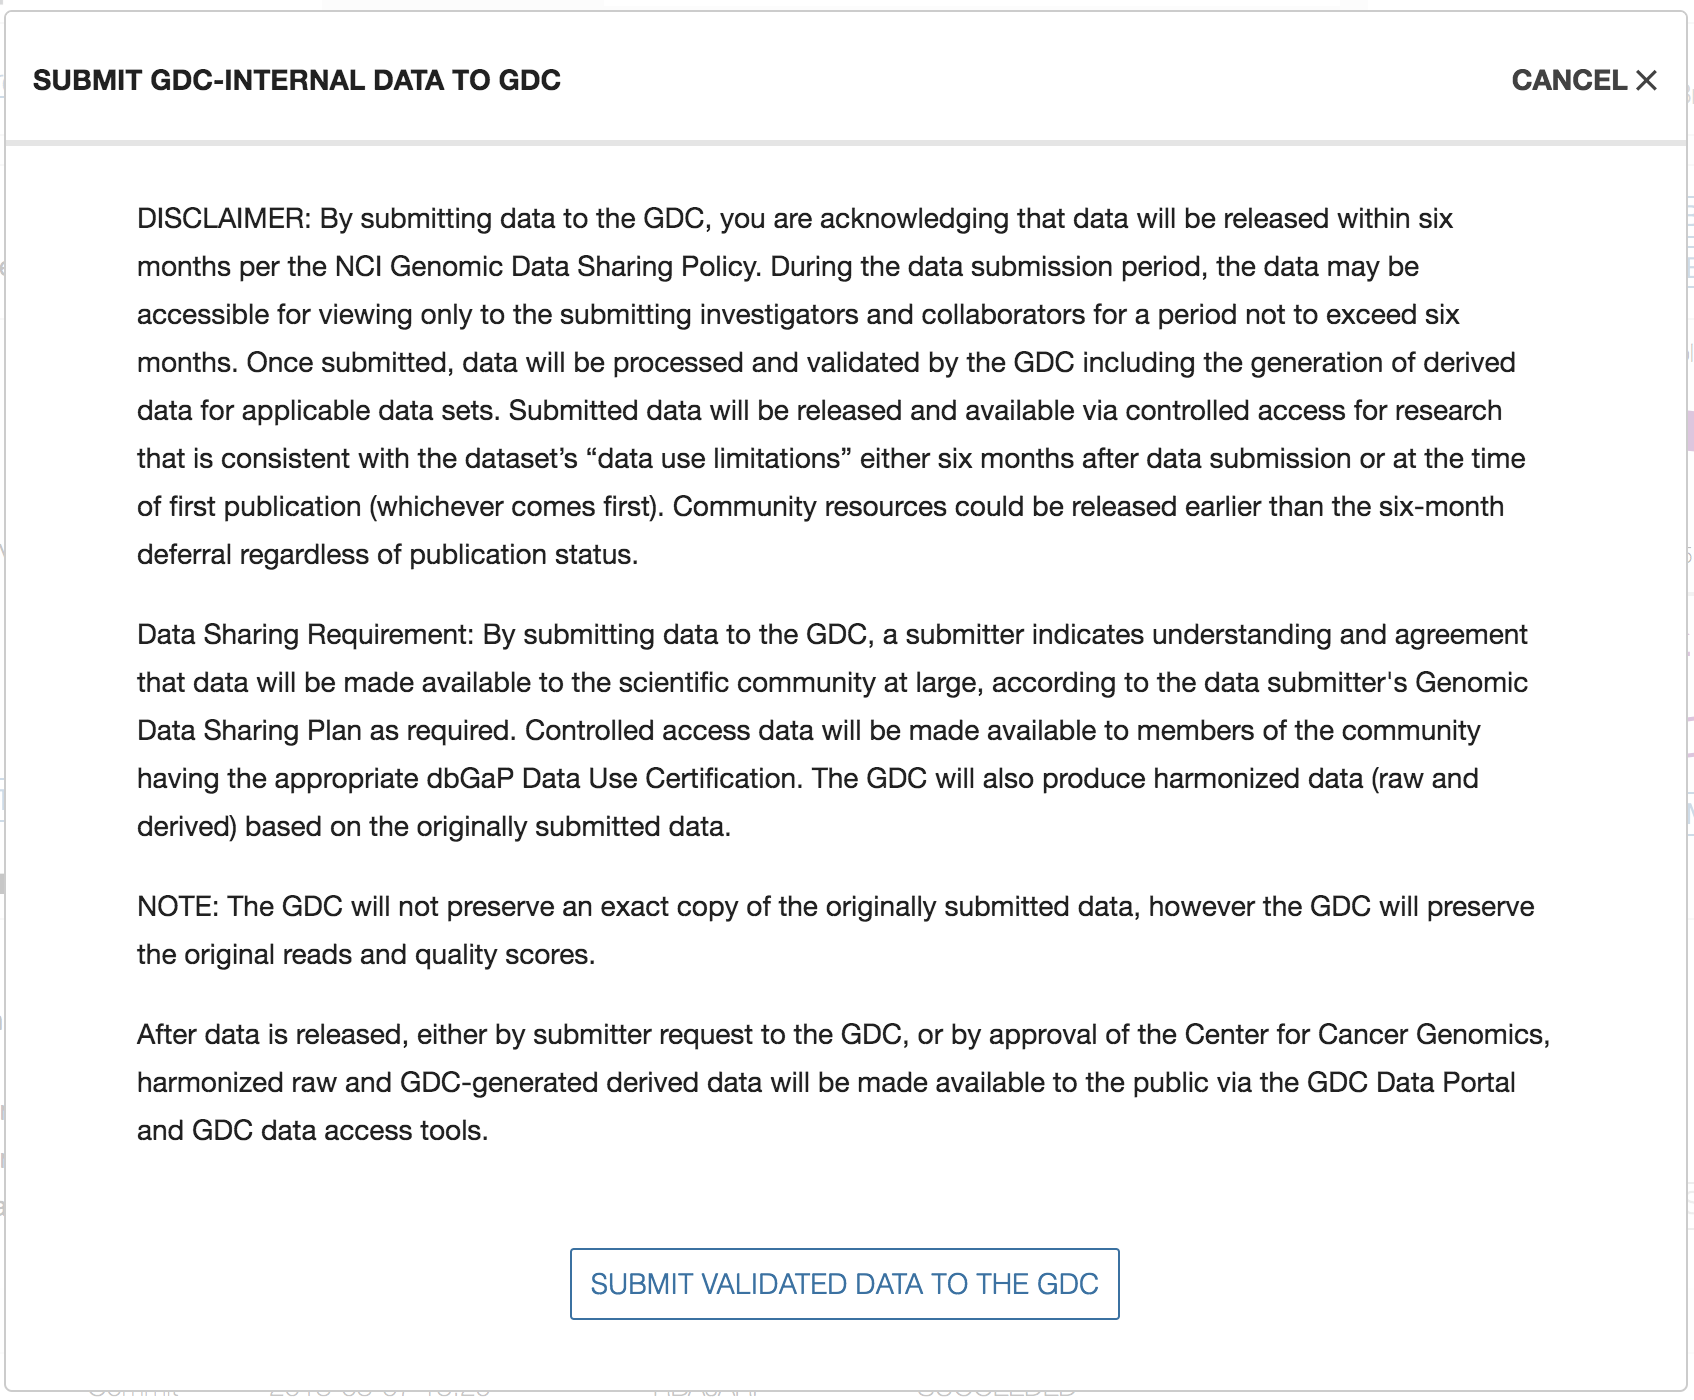 SUBMIT GDC-INTERNAL DATA TO GDC
CANCEL ×
DISCLAIMER: By submitting data to the GDC, you are acknowledging that data will be released within six
months per the NCI Genomic Data Sharing Policy. During the data submission period, the data may be
accessible for viewing only to the submitting investigators and collaborators for a period not to exceed six
months. Once submitted, data will be processed and validated by the GDC including the generation of derived
data for applicable data sets. Submitted data will be released and available via controlled access for research
that is consistent with the dataset’s “data use limitations” either six months after data submission or at the time
of first publication (whichever comes first). Community resources could be released earlier than the six-month
deferral regardless of publication status.
Data Sharing Requirement: By submitting data to the GDC, a submitter indicates understanding and agreement
that data will be made available to the scientific community at large, according to the data submitter's Genomic
Data Sharing Plan as required. Controlled access data will be made available to members of the community
having the appropriate dbGaP Data Use Certification. The GDC will also produce harmonized data (raw and
derived) based on the originally submitted data.
NOTE: The GDC will not preserve an exact copy of the originally submitted data, however the GDC will preserve
the original reads and quality scores.
After data is released, either by submitter request to the GDC, or by approval of the Center for Cancer Genomics,
harmonized raw and GDC-generated derived data will be made available to the public via the GDC Data Portal
and GDC data access tools.
SUBMIT VALIDATED DATA TO THE GDC